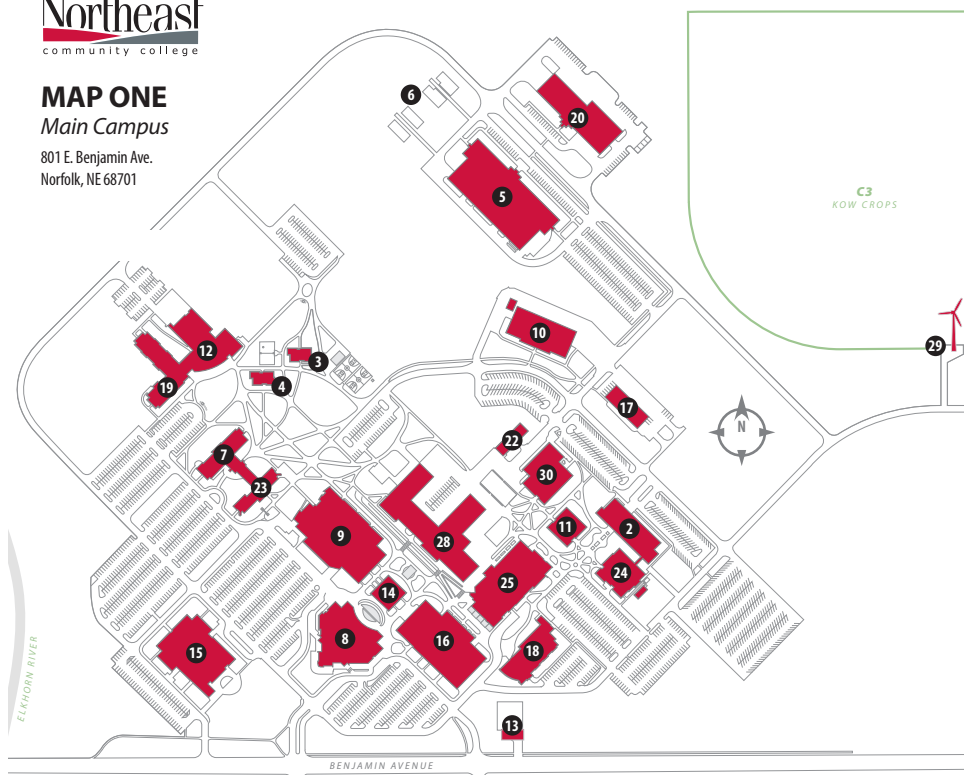 Northeast
community college
MAP ONE
Main Campus
801 E. Benjamin Ave.
Norfolk, NE 68701
6
20
5
C3
KOW CROPS
10
29
12
3
4
19
17
N
22
7
30
23
11
2
9
28
24
25
14
8
16
18
15
ELKHORN RIVER
13
BENJAMIN AVENUE